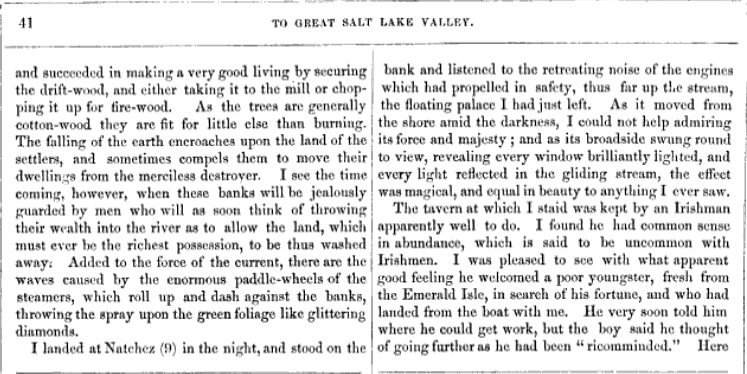 41
TO GREAT SALT LAKE VALLEY.
and succeeded in making a very good living by securing
the drift-wood, and either taking it to the mill or chop-
ping it up for fire-wood. As the trees are generally
cotton-wood they are fit for little else than burning.
The falling of the earth encroaches upon the land of the
settlers, and sometimes compels them to move their
dwellings from the merciless destroyer. I see the time
coming, however, when these banks will be jealously
guarded by men who will as soon think of throwing
their wealth into the river as to allow the land, which
must ever be the richest possession, to be thus washed
away. Added to the force of the current, there are the
waves caused by the enormous paddle-wheels of the
steamers, which roll up and dash against the banks,
throwing the spray upon the green foliage like glittering
diamonds.
I landed at Natchez (9) in the night, and stood on the
bank and listened to the retreating noise of the engines
which had propelled in safety, thus far up the stream,
the floating palace I had just left. As it moved from
the shore amid the darkness, I could not help admiring
its force and majesty; and as its broadside swung round
to view, revealing every window brilliantly lighted, and
every light reflected in the gliding stream, the effect
was magical, and equal in beauty to anything I ever saw.
The tavern at which I staid was kept by an Irishman
apparently well to do. I found he had common sense
in abundance, which is said to be uncommon with
Irishmen. I was pleased to see with what apparent
good feeling he welcomed a poor youngster, fresh from
the Emerald Isle, in search of his fortune, and who had
landed from the boat with me. He very soon told him
where he could get work, but the boy said he thought
of going further as he had been "ricomminded." Here